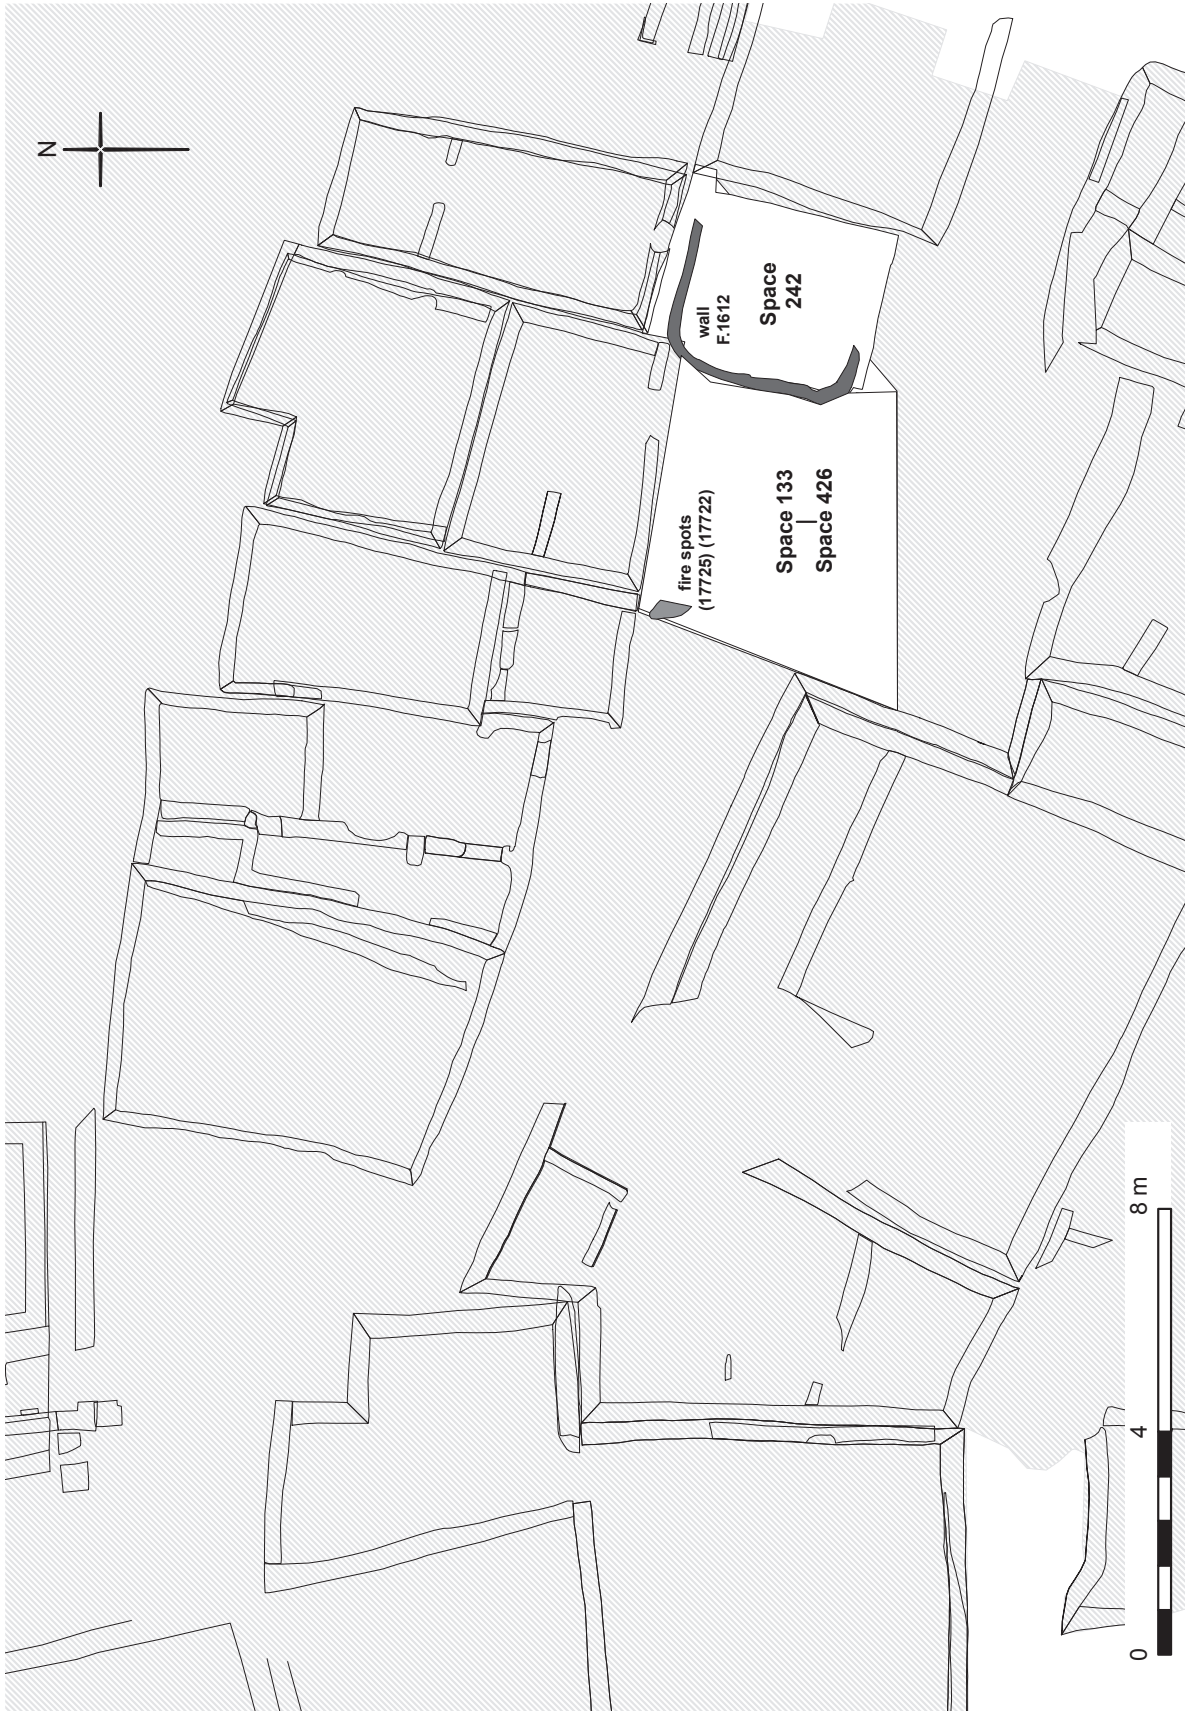 N
wall
F.1612
Space
242
fire spots
(17725) (17722)
Space 133
Space 426
0 4 8 m